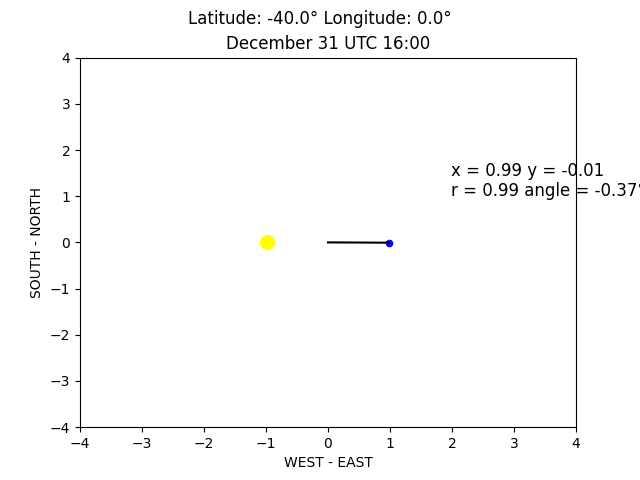 Latitude: -40.0° Longitude: 0.0°
December 31 UTC 16:00
4
3
2
1
0
−1
−2
−3
−4
SOUTH - NORTH
x = 0.99 y = -0.01
r = 0.99 angle = -0.37°
−4 −3 −2 −1 0 1 2 3 4
WEST - EAST